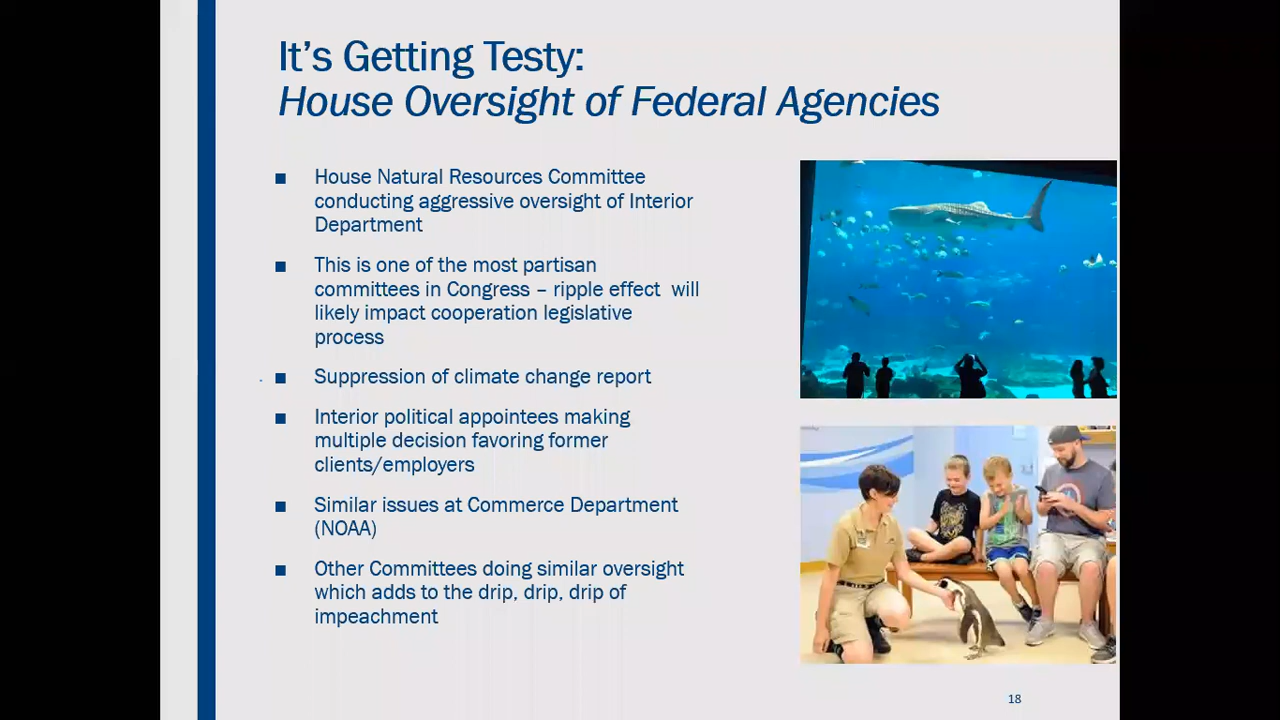 It's Getting Testy:
House Oversight of Federal Agencies
■ House Natural Resources Committee
conducting aggressive oversight of Interior
Department
■ This is one of the most partisan
committees in Congress – ripple effect will
likely impact cooperation legislative
process
■ Suppression of climate change report
■ Interior political appointees making
multiple decision favoring former
clients/employers
■ Similar issues at Commerce Department
(NOAA)
■ Other Committees doing similar oversight
which adds to the drip, drip, drip of
impeachment
18